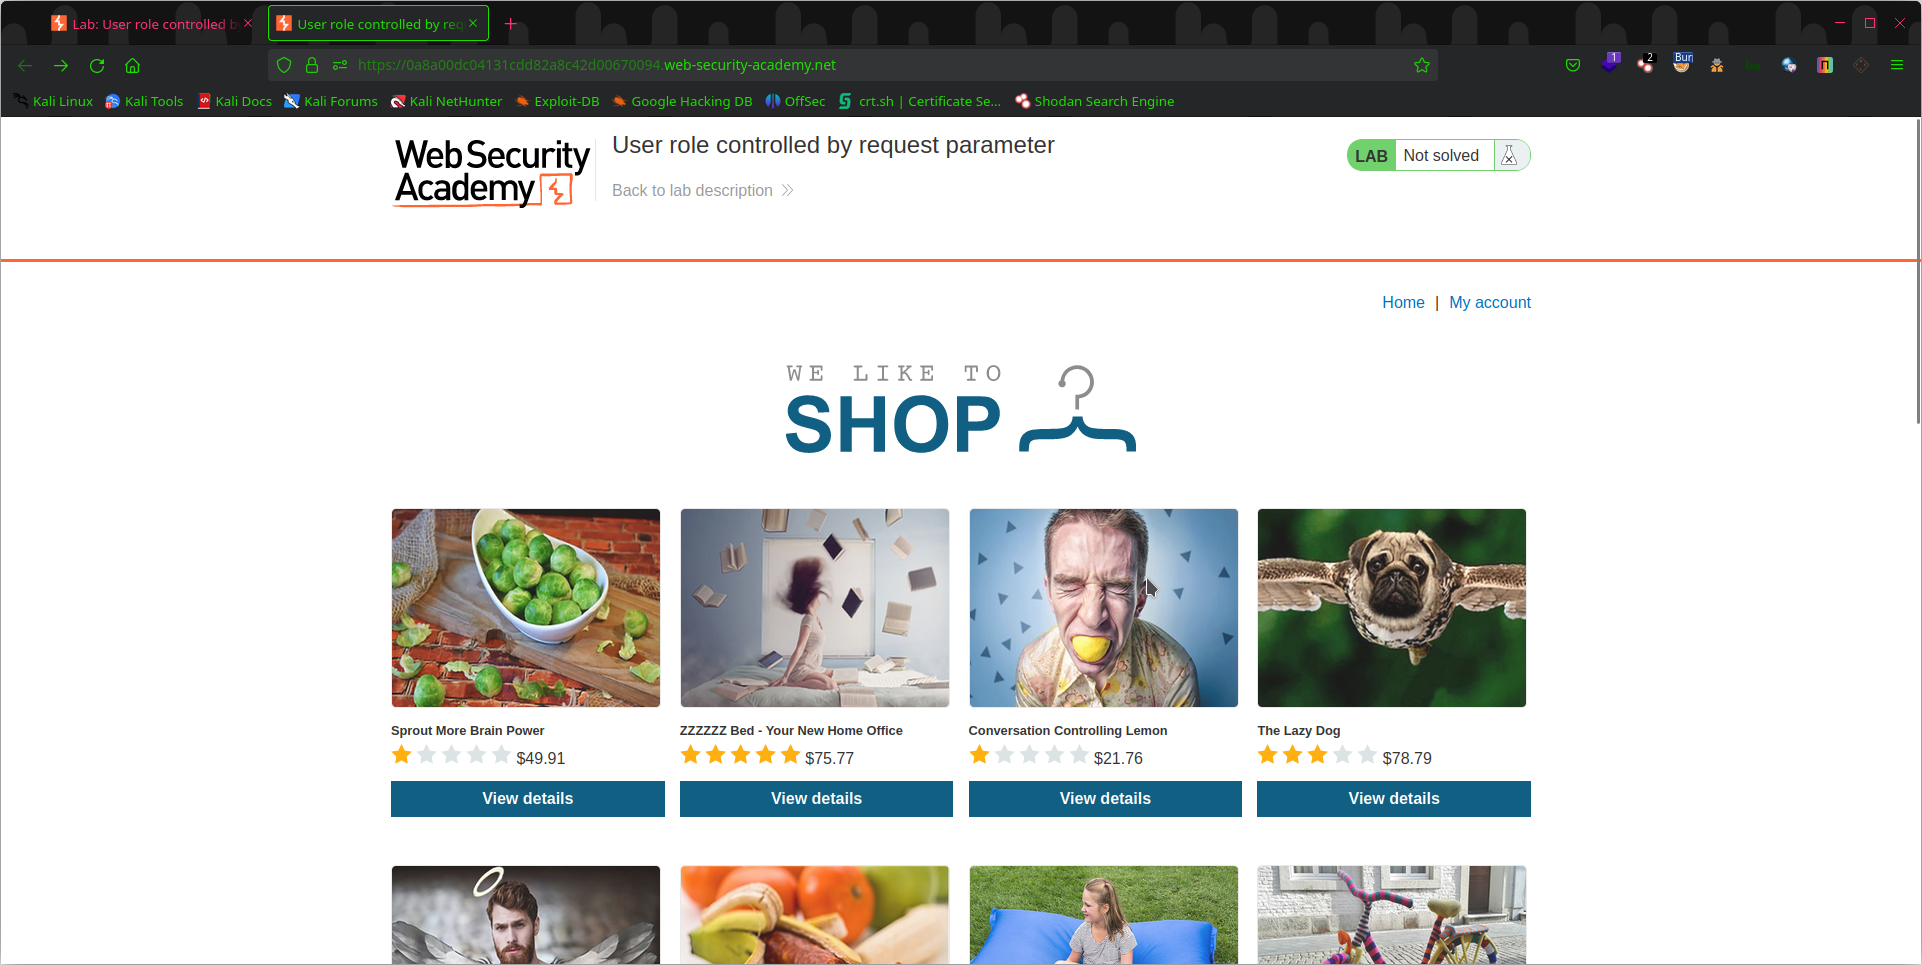 Lab: User role controlled b
User role controlled by req
https://0a8a00dc04131cdd82a8c42d00670094.web-security-academy.net
1
2
Bur
Kali Linux
Kali Tools
Kali Docs
Kali Forums
Kali NetHunter
Exploit-DB
Google Hacking DB
OffSec
crt.sh | Certificate Se...
Shodan Search Engine
Web Security
Academy
User role controlled by request parameter
Back to lab description
LAB Not solved
Home | My account
WE LIKE TO
SHOP
Sprout More Brain Power
$49.91
View details
ZZZZZZ Bed - Your New Home Office
$75.77
View details
Conversation Controlling Lemon
$21.76
View details
The Lazy Dog
$78.79
View details